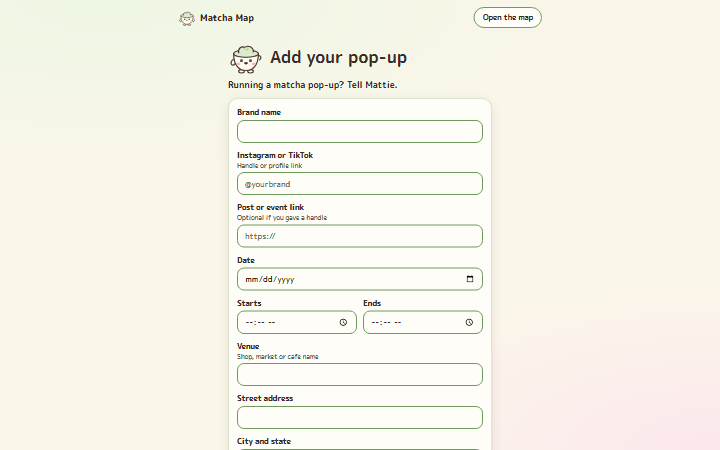 Matcha Map
Open the map
Add your pop-up
Running a matcha pop-up? Tell Mattie.
Brand name
Instagram or TikTok
Handle or profile link
@yourbrand
Post or event link
Optional if you gave a handle
https://
Date
mm/dd/yyyy
Starts
Ends
--:-- --
--:-- --
Venue
Shop, market or cafe name
Street address
City and state